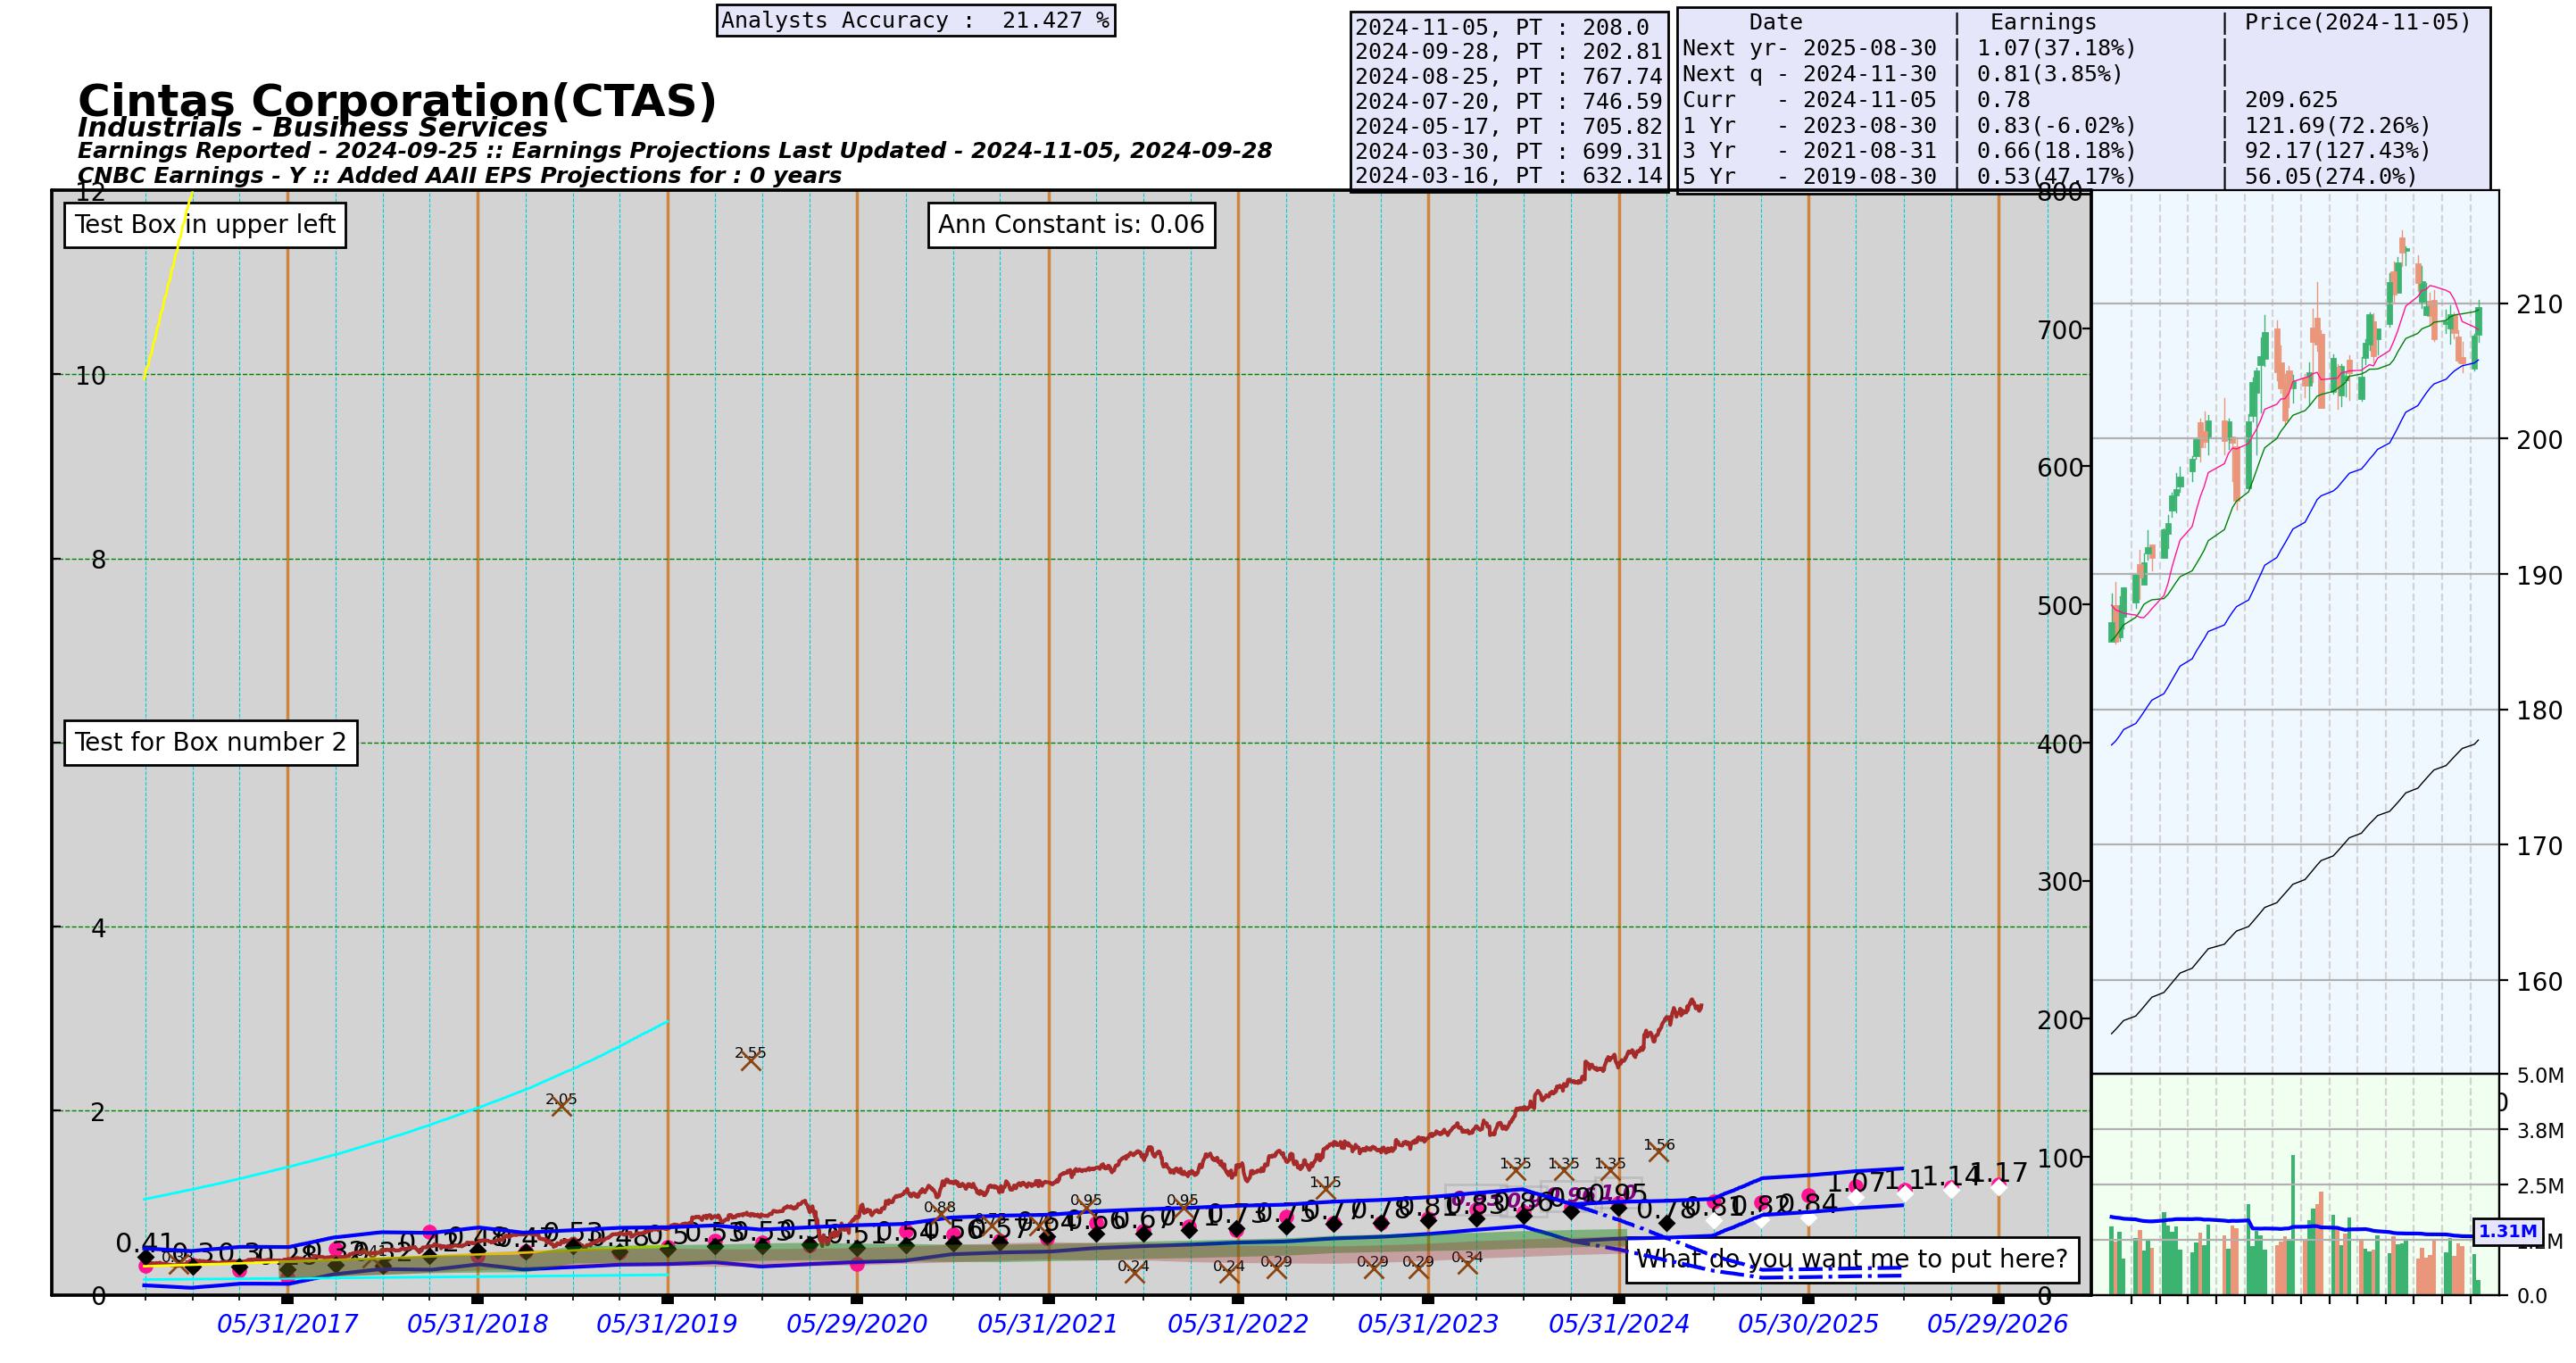 Analysts Accuracy :  21.427 %
Cintas Corporation(CTAS)
Industrials - Business Services
Earnings Reported - 2024-09-25 :: Earnings Projections Last Updated - 2024-11-05, 2024-09-28
CNBC Earnings - Y :: Added AAII EPS Projections for : 0 years
2024-11-05, PT : 208.0
2024-09-28, PT : 202.81
2024-08-25, PT : 767.74
2024-07-20, PT : 746.59
2024-05-17, PT : 705.82
2024-03-30, PT : 699.31
2024-03-16, PT : 632.14
Date | Earnings | Price(2024-11-05)
Next yr- 2025-08-30 | 1.07(37.18%) |
Next q - 2024-11-30 | 0.81(3.85%) |
Curr - 2024-11-05 | 0.78 | 209.625
1 Yr - 2023-08-30 | 0.83(-6.02%) | 121.69(72.26%)
3 Yr - 2021-08-31 | 0.66(18.18%) | 92.17(127.43%)
5 Yr - 2019-08-30 | 0.53(47.17%) | 56.05(274.0%)
Test Box in upper left
Ann Constant is: 0.06
Test for Box number 2
What do you want me to put here?
12
10
8
4
2
0
800
700
600
500
400
300
200
100
0
210
200
190
180
170
160
5.0M
3.8M
2.5M
1.31M
0.0
2.05
2.55
0.88
0.95
0.95
1.15
1.35
1.35
1.35
1.56
0.24
0.24
0.29
0.29
0.29
0.34
0.41
0.78
0.81
0.84
1.07
1.1
1.14
1.17
05/31/2017
05/31/2018
05/31/2019
05/29/2020
05/31/2021
05/31/2022
05/31/2023
05/31/2024
05/30/2025
05/29/2026